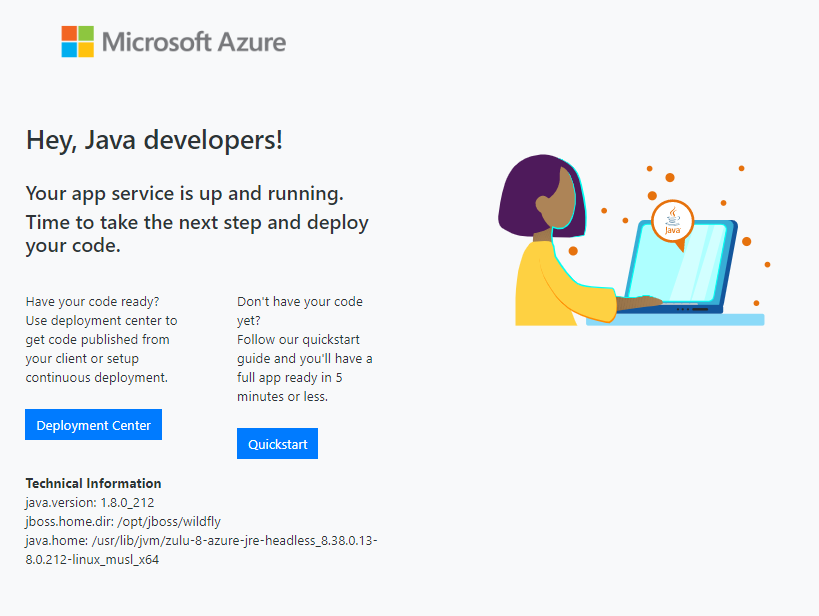 Microsoft Azure
Hey, Java developers!
Your app service is up and running.
Time to take the next step and deploy
your code.
Have your code ready?
Use deployment center to
get code published from
your client or setup
continuous deployment.
Deployment Center
Don't have your code
yet?
Follow our quickstart
guide and you'll have a
full app ready in 5
minutes or less.
Quickstart
Java
Technical Information
java.version: 1.8.0_212
jboss.home.dir: /opt/jboss/wildfly
java.home: /usr/lib/jvm/zulu-8-azure-jre-headless_8.38.0.13-
8.0.212-linux_musl_x64